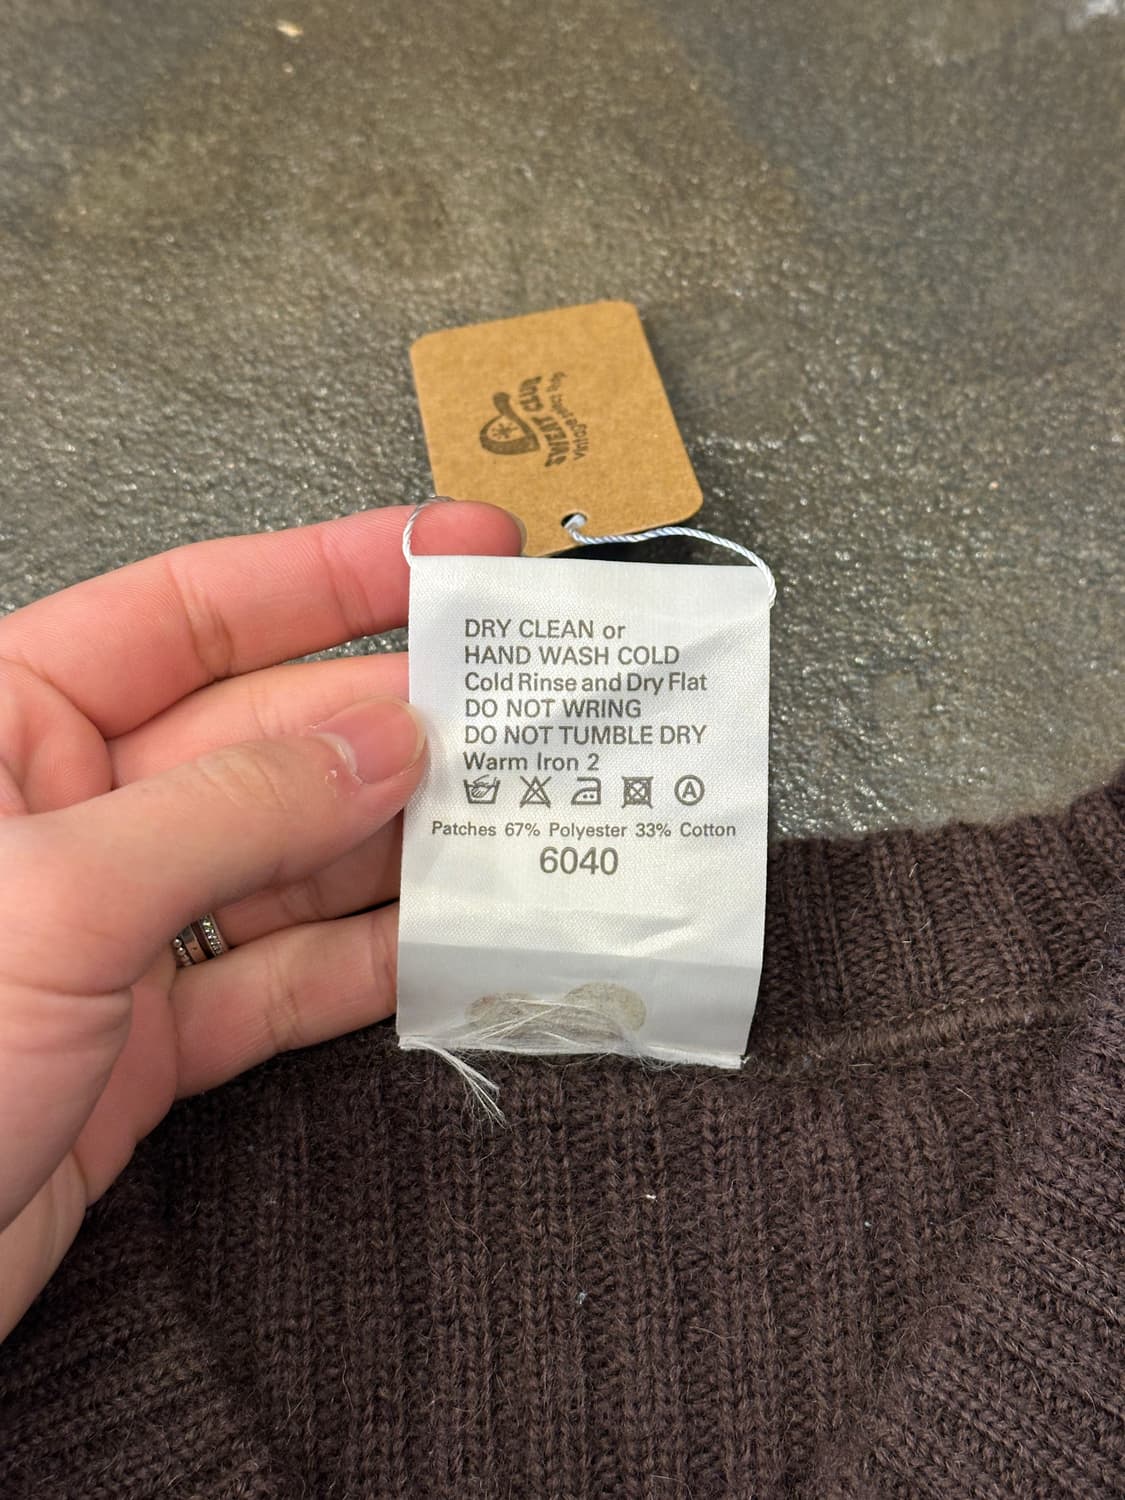 DRY CLEAN or
HAND WASH COLD
Cold Rinse and Dry Flat
DO NOT WRING
DO NOT TUMBLE DRY
Warm Iron 2
A
Patches 67% Polyester 33% Cotton
6040